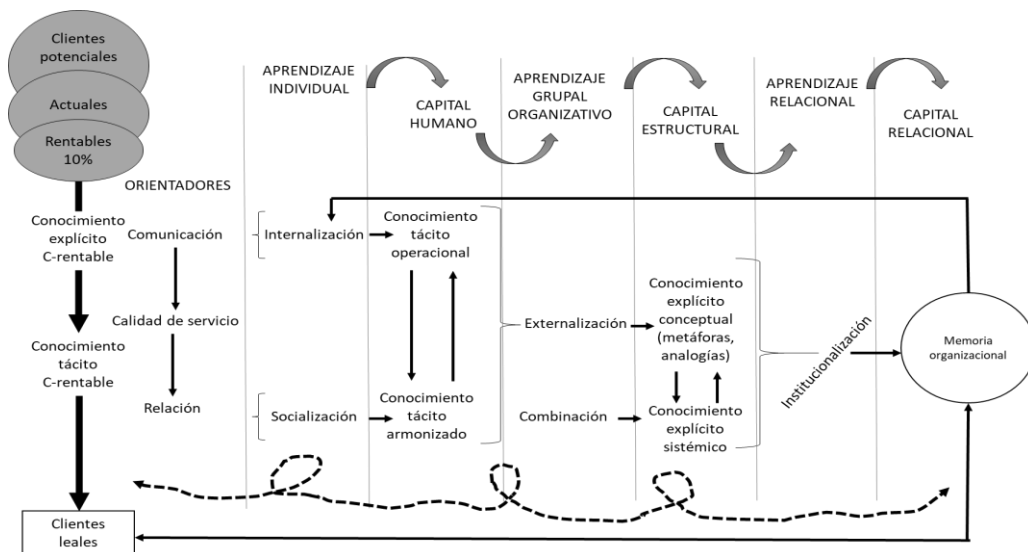 Clientes
potenciales
Actuales
Rentables
10%
APRENDIZAJE
INDIVIDUAL
CAPITAL
HUMANO
APRENDIZAJE
GRUPAL
ORGANIZATIVO
CAPITAL
ESTRUCTURAL
APRENDIZAJE
RELACIONAL
CAPITAL
RELACIONAL
ORIENTADORES
Conocimiento
explícito
C-rentable
Conocimiento
tácito
C-rentable
Clientes
leales
Comunicación
Calidad de servicio
Relación
Internalización
Socialización
Conocimiento
tácito
operacional
Conocimiento
tácito
armonizado
Externalización
Combinación
Conocimiento
explícito
conceptual
(metáforas,
analogías)
Conocimiento
explícito
sistémico
Institucionalización
Memoria
organizacional